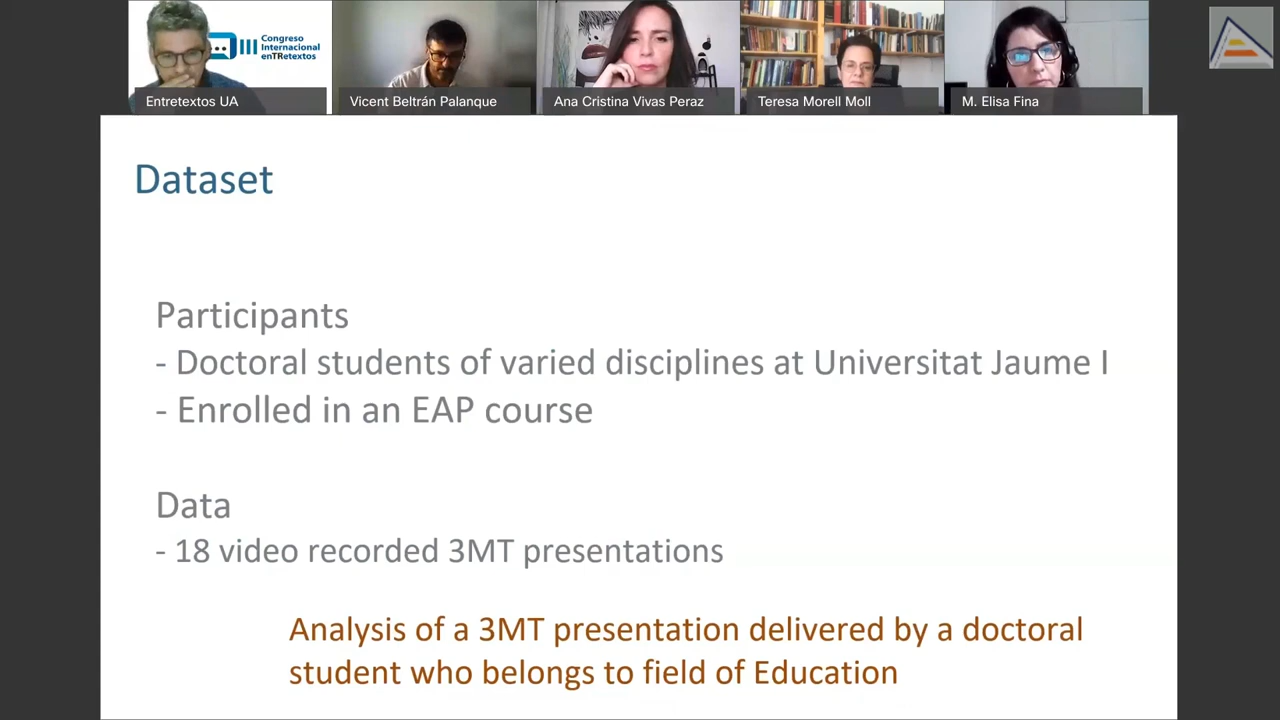 Congreso
Internacional
enTRetextos
Entretextos UA
Vicent Beltrán Palanque
Ana Cristina Vivas Peraz
Teresa Morell Moll
M. Elisa Fina
Dataset
Participants
- Doctoral students of varied disciplines at Universitat Jaume I
- Enrolled in an EAP course
Data
- 18 video recorded 3MT presentations
Analysis of a 3MT presentation delivered by a doctoral
student who belongs to field of Education